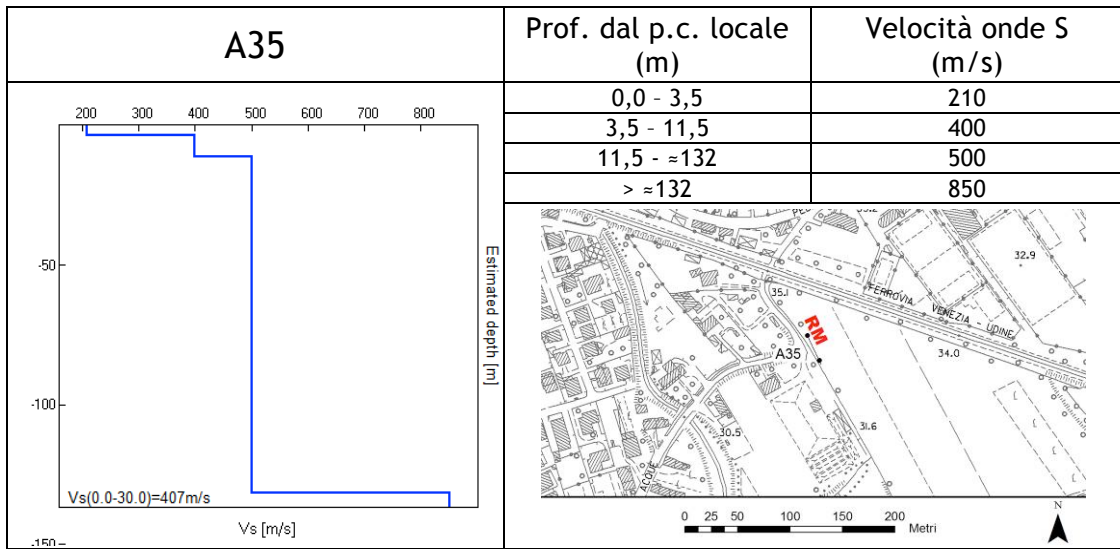 A35
Prof. dal p.c. locale
(m)
Velocità onde S
(m/s)
0,0 – 3,5 210
3,5 – 11,5 400
11,5 - ≈132 500
> ≈132 850
200 300 400 500 600 700 800
-50
-100
-150
Estimated depth [m]
Vs(0.0-30.0)=407m/s
Vs [m/s]
32.9
35.1
FERROVIA VENEZIA UDINE
RM
A35
34.0
31.6
30.5
ACQUE
0 25 50 100 150 200
Metri
N